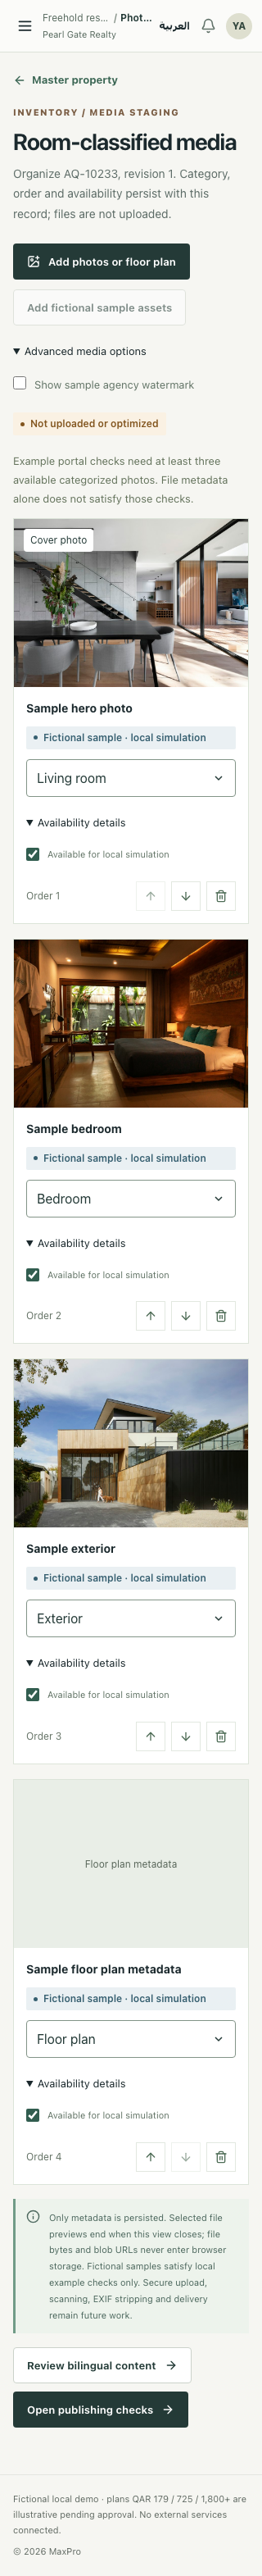 Freehold res... / Phot...
Pearl Gate Realty
العربية
YA
Master property
INVENTORY / MEDIA STAGING
Room-classified media
Organize AQ-10233, revision 1. Category,
order and availability persist with this
record; files are not uploaded.
Add photos or floor plan
Add fictional sample assets
Advanced media options
Show sample agency watermark
Not uploaded or optimized
Example portal checks need at least three
available categorized photos. File metadata
alone does not satisfy those checks.
Cover photo
Sample hero photo
Fictional sample · local simulation
Living room
Availability details
Available for local simulation
Order 1
Sample bedroom
Fictional sample · local simulation
Bedroom
Availability details
Available for local simulation
Order 2
Sample exterior
Fictional sample · local simulation
Exterior
Availability details
Available for local simulation
Order 3
Floor plan metadata
Sample floor plan metadata
Fictional sample · local simulation
Floor plan
Availability details
Available for local simulation
Order 4
Only metadata is persisted. Selected file
previews end when this view closes; file
bytes and blob URLs never enter browser
storage. Fictional samples satisfy local
example checks only. Secure upload,
scanning, EXIF stripping and delivery
remain future work.
Review bilingual content
Open publishing checks
Fictional local demo · plans QAR 179 / 725 / 1,800+ are
illustrative pending approval. No external services
connected.
© 2026 MaxPro